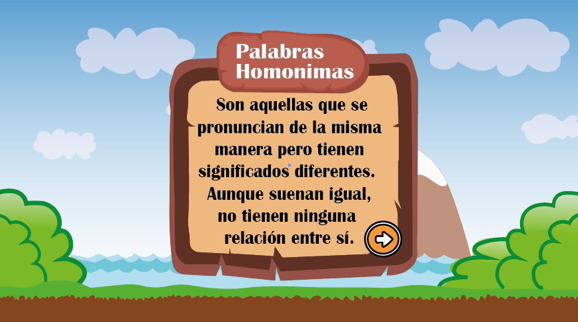 Palabras
Homonimas
Son aquellas que se
pronuncian de la misma
manera pero tienen
significados diferentes.
Aunque suenan igual,
no tienen ninguna
relación entre sí.